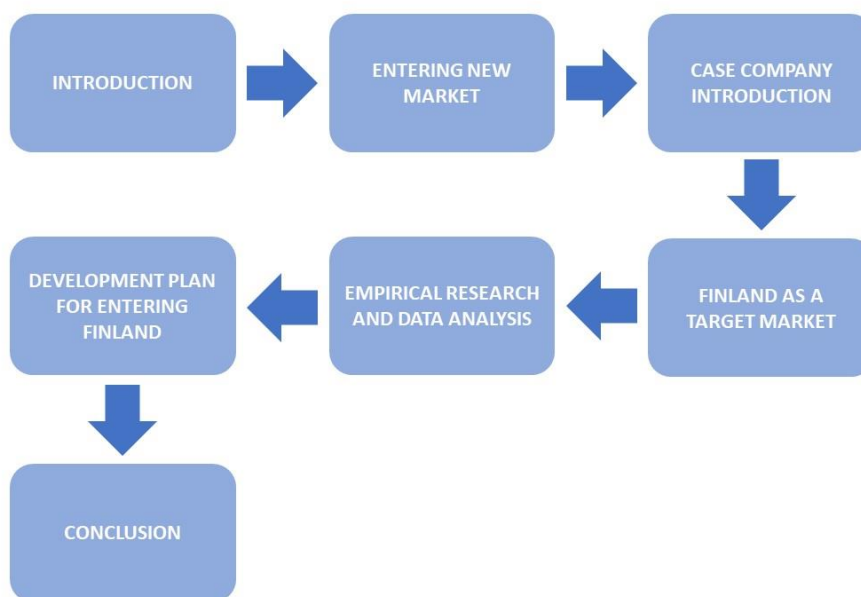 INTRODUCTION
ENTERING NEW
MARKET
CASE COMPANY
INTRODUCTION
FINLAND AS A
TARGET MARKET
EMPIRICAL RESEARCH
AND DATA ANALYSIS
DEVELOPMENT PLAN
FOR ENTERING
FINLAND
CONCLUSION